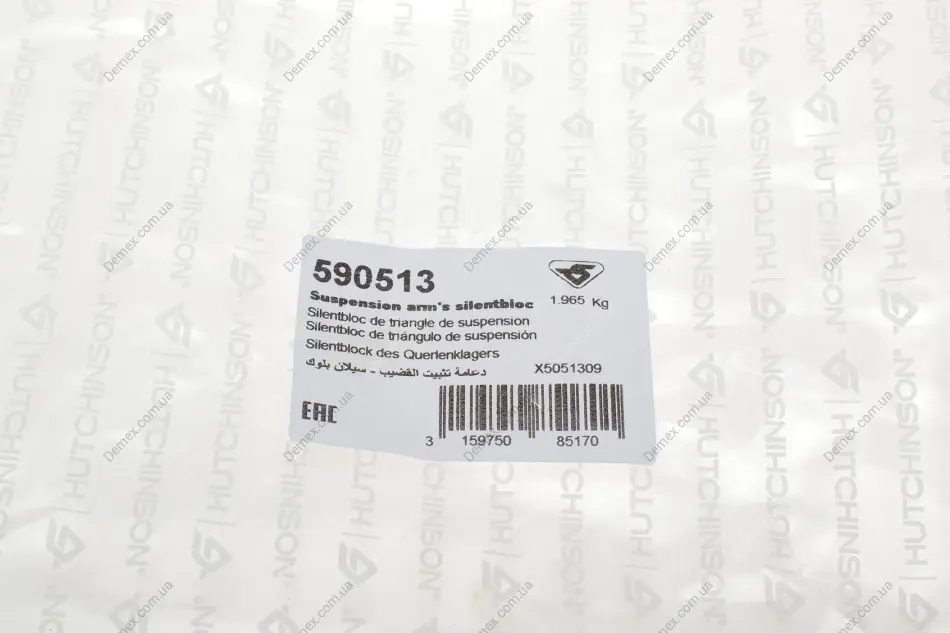 590513
Suspension arm's silentbloc
1.965 Kg
Silentbloc de triangle de suspension
Silentbloc de triángulo de suspensión
Silentblock des Querlenklagers
دعامة تثبيت القضيب - سيلان بلوك
X5051309
EAC
3 159750 85170
HUTCHINSON
Demex.com.ua